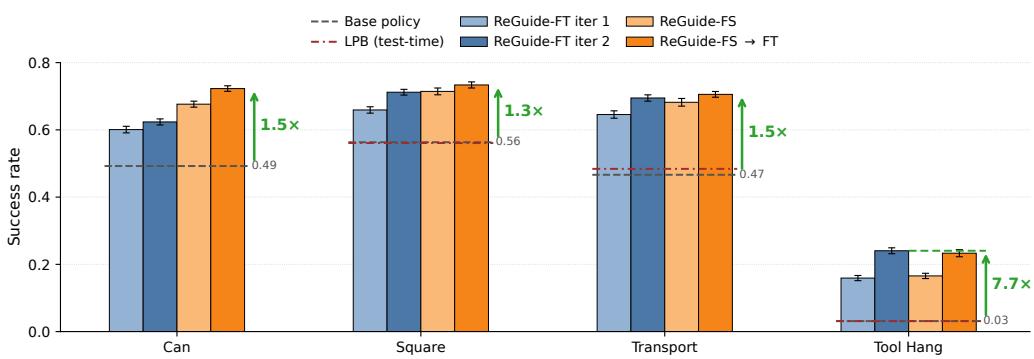 Base policy
LPB (test-time)
ReGuide-FT iter 1
ReGuide-FT iter 2
ReGuide-FS
ReGuide-FS → FT
Success rate
0.8
0.6
0.4
0.2
0.0
1.5×
0.49
1.3×
0.56
1.5×
0.47
7.7×
0.03
Can
Square
Transport
Tool Hang